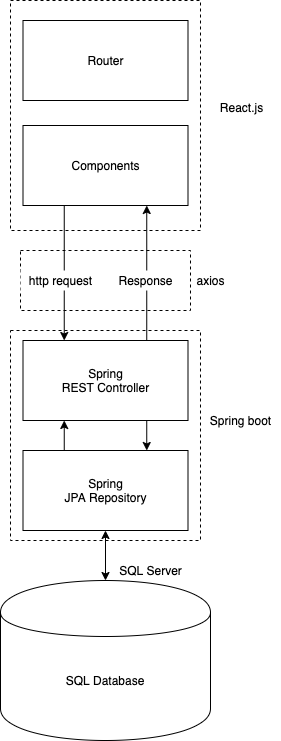 Router
React.js
Components
http request
Response
axios
Spring
REST Controller
Spring boot
Spring
JPA Repository
SQL Server
SQL Database